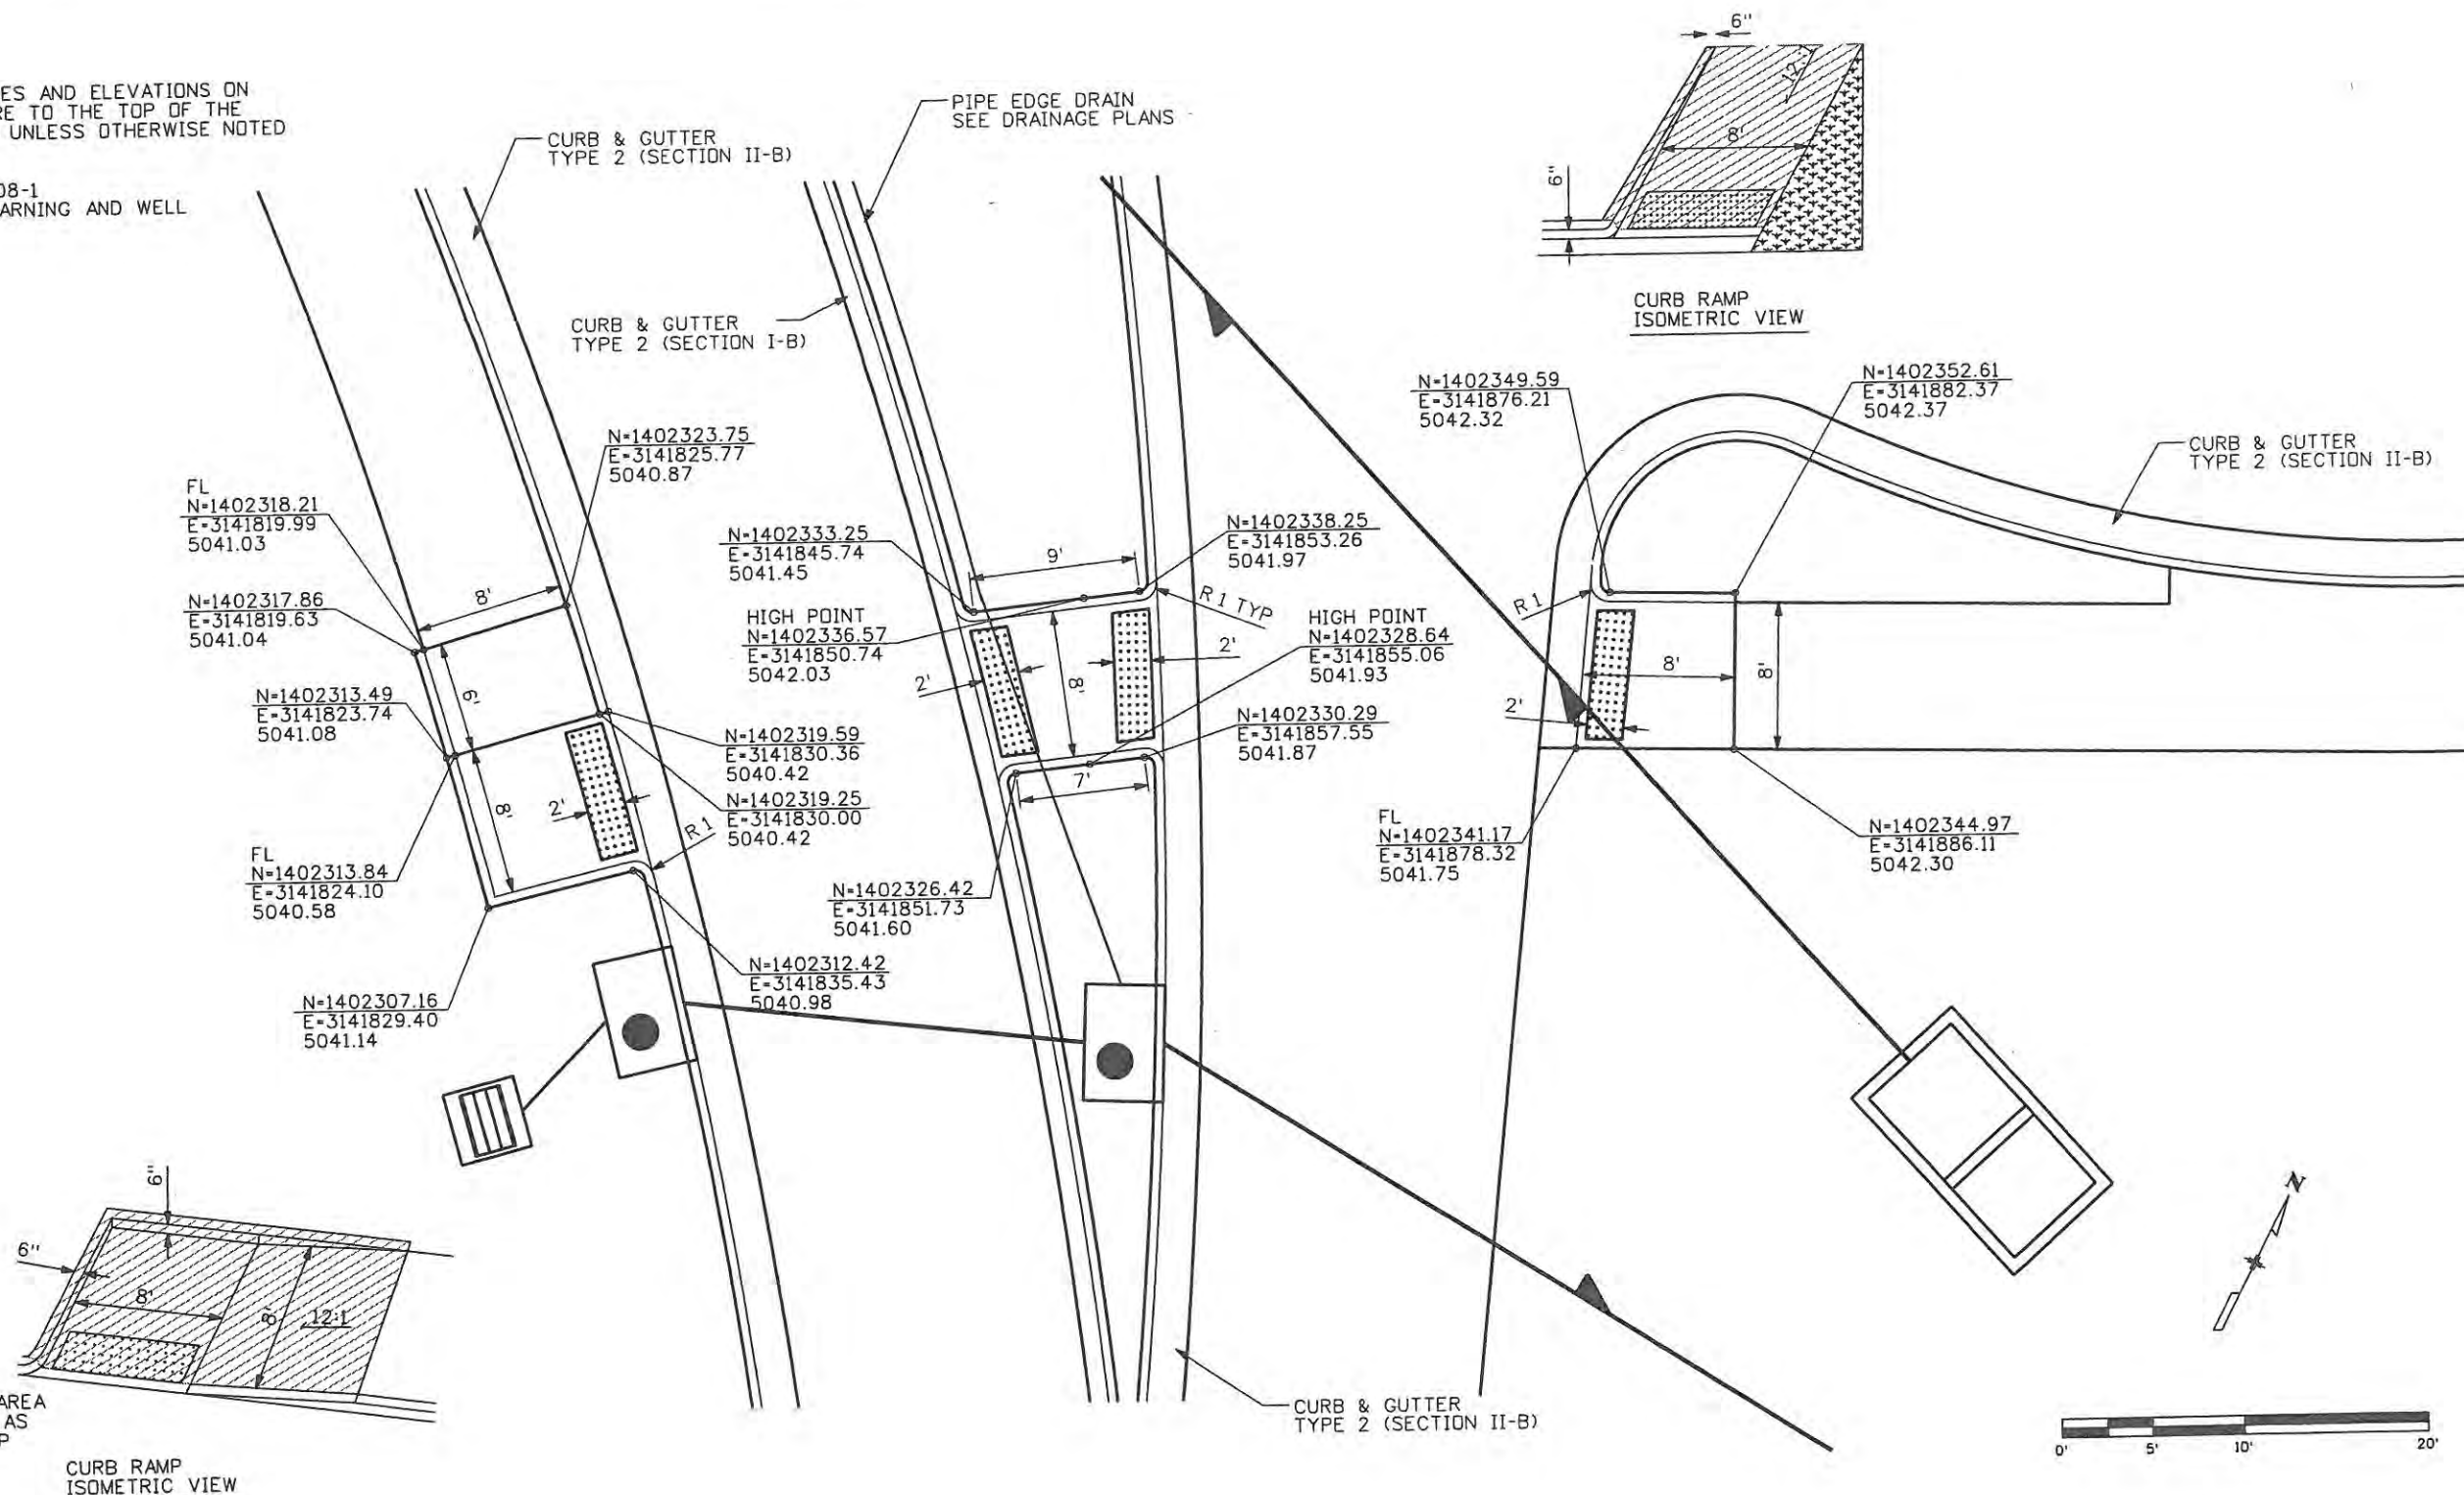 ES AND ELEVATIONS ON
RE TO THE TOP OF THE
UNLESS OTHERWISE NOTED
08-1
ARNING AND WELL
CURB & GUTTER
TYPE 2 (SECTION II-B)
PIPE EDGE DRAIN
SEE DRAINAGE PLANS
CURB & GUTTER
TYPE 2 (SECTION I-B)
6"
12:1
8'
6"
CURB RAMP
ISOMETRIC VIEW
N=1402349.59
E=3141876.21
5042.32
N=1402352.61
E=3141882.37
5042.37
CURB & GUTTER
TYPE 2 (SECTION II-B)
N=1402323.75
E=3141825.77
5040.87
FL
N=1402318.21
E=3141819.99
5041.03
N=1402317.86
E=3141819.63
5041.04
8'
N=1402333.25
E=3141845.74
5041.45
9'
N=1402338.25
E=3141853.26
5041.97
R 1 TYP
HIGH POINT
N=1402336.57
E=3141850.74
5042.03
HIGH POINT
N=1402328.64
E=3141855.06
5041.93
R 1
N=1402313.49
E=3141823.74
5041.08
6'
2'
8'
2'
2'
8'
8'
N=1402319.59
E=3141830.36
5040.42
N=1402330.29
E=3141857.55
5041.87
N=1402319.25
E=3141830.00
5040.42
8'
2'
R 1
7'
FL
N=1402341.17
E=3141878.32
5041.75
N=1402344.97
E=3141886.11
5042.30
FL
N=1402313.84
E=3141824.10
5040.58
N=1402326.42
E=3141851.73
5041.60
N=1402312.42
E=3141835.43
5040.98
N=1402307.16
E=3141829.40
5041.14
6"
6"
8'
8'
12:1
N
AREA
AS
P
CURB RAMP
ISOMETRIC VIEW
CURB & GUTTER
TYPE 2 (SECTION II-B)
0' 5' 10' 20'